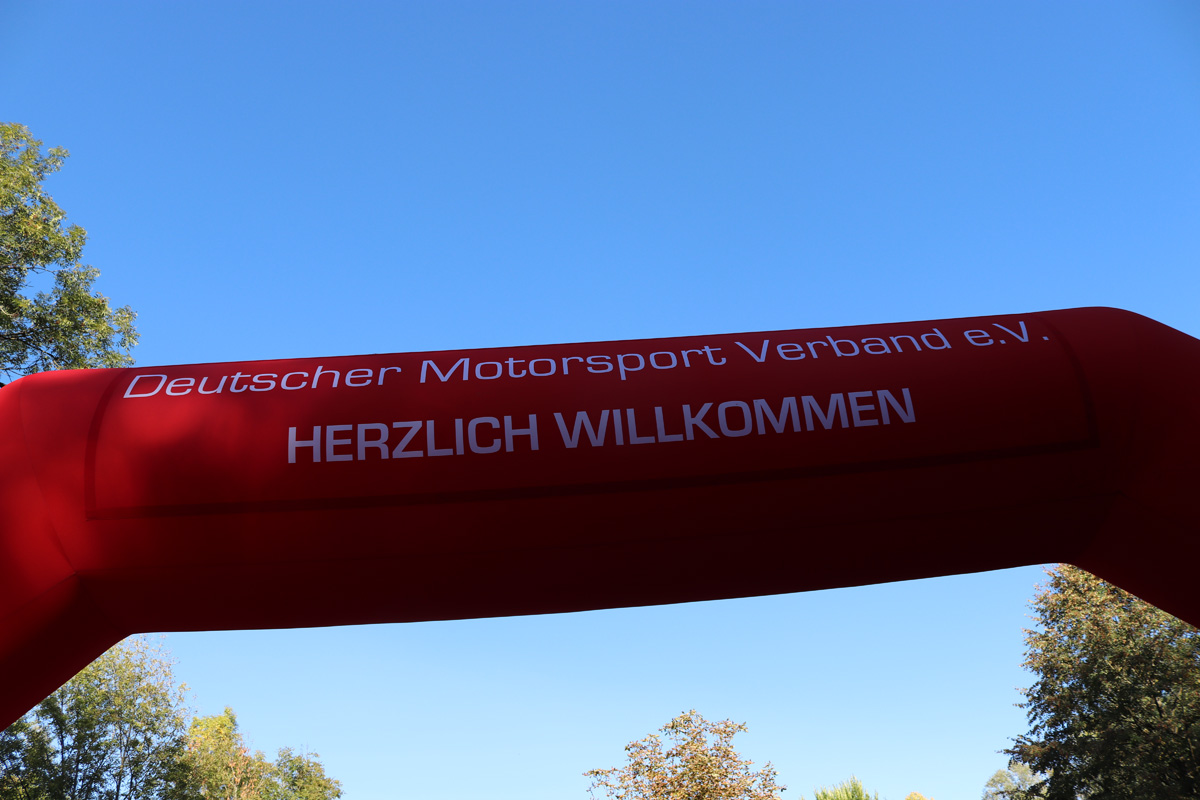 Deutscher Motorsport Verband e.V.
HERZLICH WILLKOMMEN